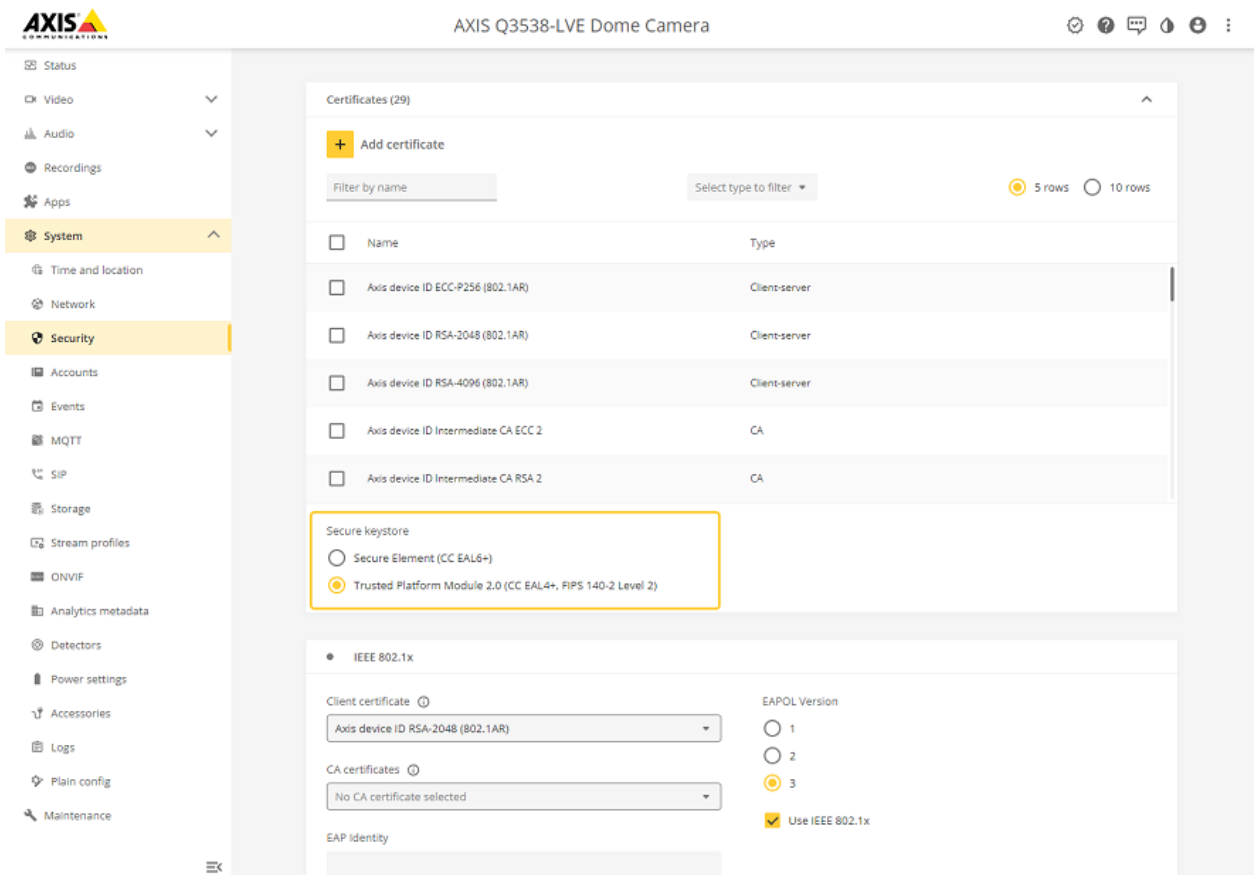 AXIS
COMMUNICATIONS
AXIS Q3538-LVE Dome Camera
Status
Video
Audio
Recordings
Apps
System
Time and location
Network
Security
Accounts
Events
MQTT
SIP
Storage
Stream profiles
ONVIF
Analytics metadata
Detectors
Power settings
Accessories
Logs
Plain config
Maintenance
Certificates (29)
+ Add certificate
Filter by name
Select type to filter
5 rows 10 rows
Name Type
Axis device ID ECC-P256 (802.1AR) Client-server
Axis device ID RSA-2048 (802.1AR) Client-server
Axis device ID RSA-4096 (802.1AR) Client-server
Axis device ID Intermediate CA ECC 2 CA
Axis device ID Intermediate CA RSA 2 CA
Secure keystore
Secure Element (CC EAL6+)
Trusted Platform Module 2.0 (CC EAL4+, FIPS 140-2 Level 2)
IEEE 802.1x
Client certificate
Axis device ID RSA-2048 (802.1AR)
CA certificates
No CA certificate selected
EAP Identity
EAPOL Version
1
2
3
Use IEEE 802.1x